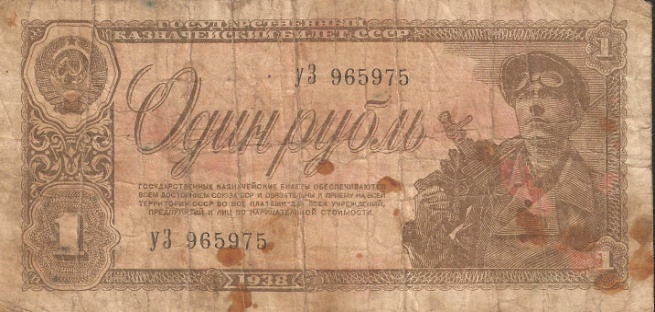 ГОСУДАРСТВЕННЫЙ
КАЗНАЧЕЙСКИЙ БИЛЕТ СССР
1
уЗ 965975
Один рубль
ГОСУДАРСТВЕННЫЕ КАЗНАЧЕЙСКИЕ БИЛЕТЫ ОБЕСПЕЧИВАЮТСЯ
ВСЕМ ДОСТОЯНИЕМ СОЮЗА ССР И ОБЯЗАТЕЛЬНЫ К ПРИЕМУ НА ВСЕЙ
ТЕРРИТОРИИ СССР ВО ВСЕ ПЛАТЕЖИ ДЛЯ ВСЕХ УЧРЕЖДЕНИЙ,
ПРЕДПРИЯТИЙ И ЛИЦ ПО НАРИЦАТЕЛЬНОЙ СТОИМОСТИ.
1
уЗ 965975
1938
1